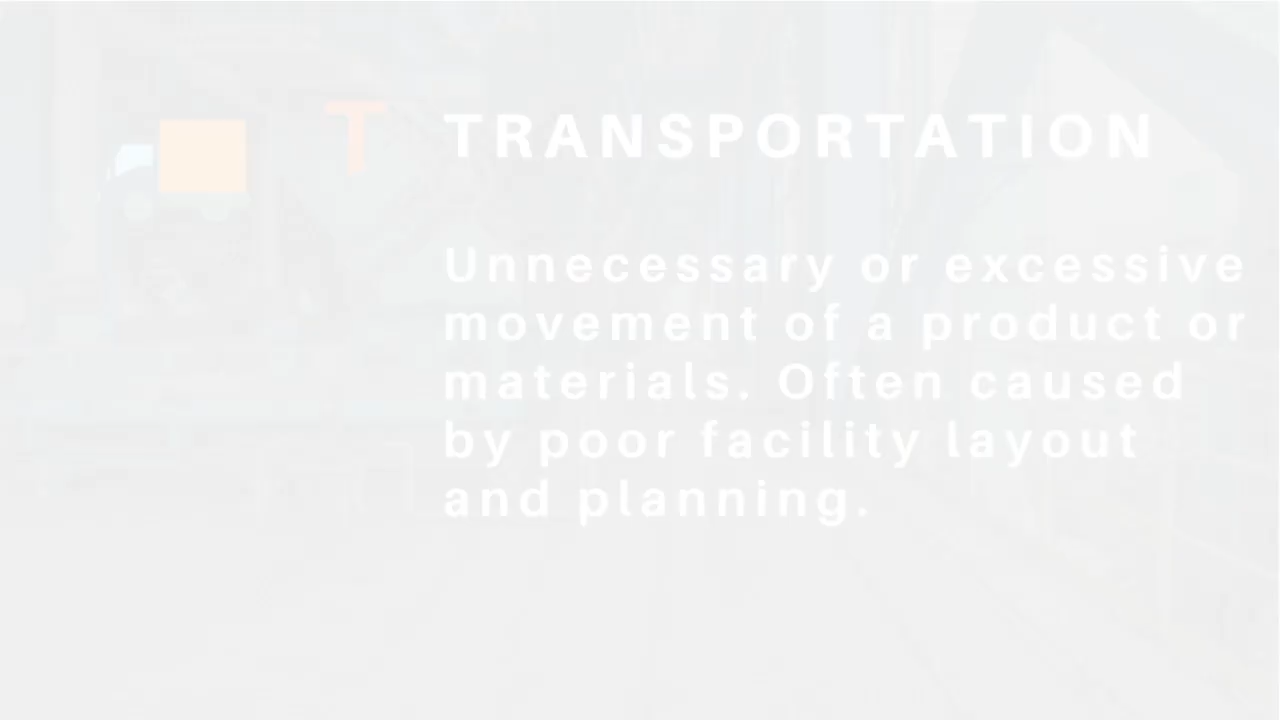 T TRANSPORTATION
Unnecessary or excessive
movement of a product or
materials. Often caused
by poor facility layout
and planning.